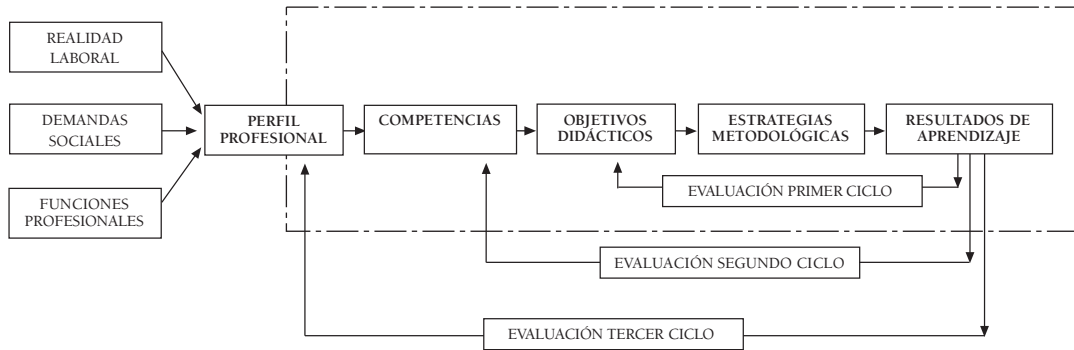 REALIDAD
LABORAL
DEMANDAS
SOCIALES
FUNCIONES
PROFESIONALES
PERFIL
PROFESIONAL
COMPETENCIAS
OBJETIVOS
DIDÁCTICOS
ESTRATEGIAS
METODOLÓGICAS
RESULTADOS DE
APRENDIZAJE
EVALUACIÓN PRIMER CICLO
EVALUACIÓN SEGUNDO CICLO
EVALUACIÓN TERCER CICLO